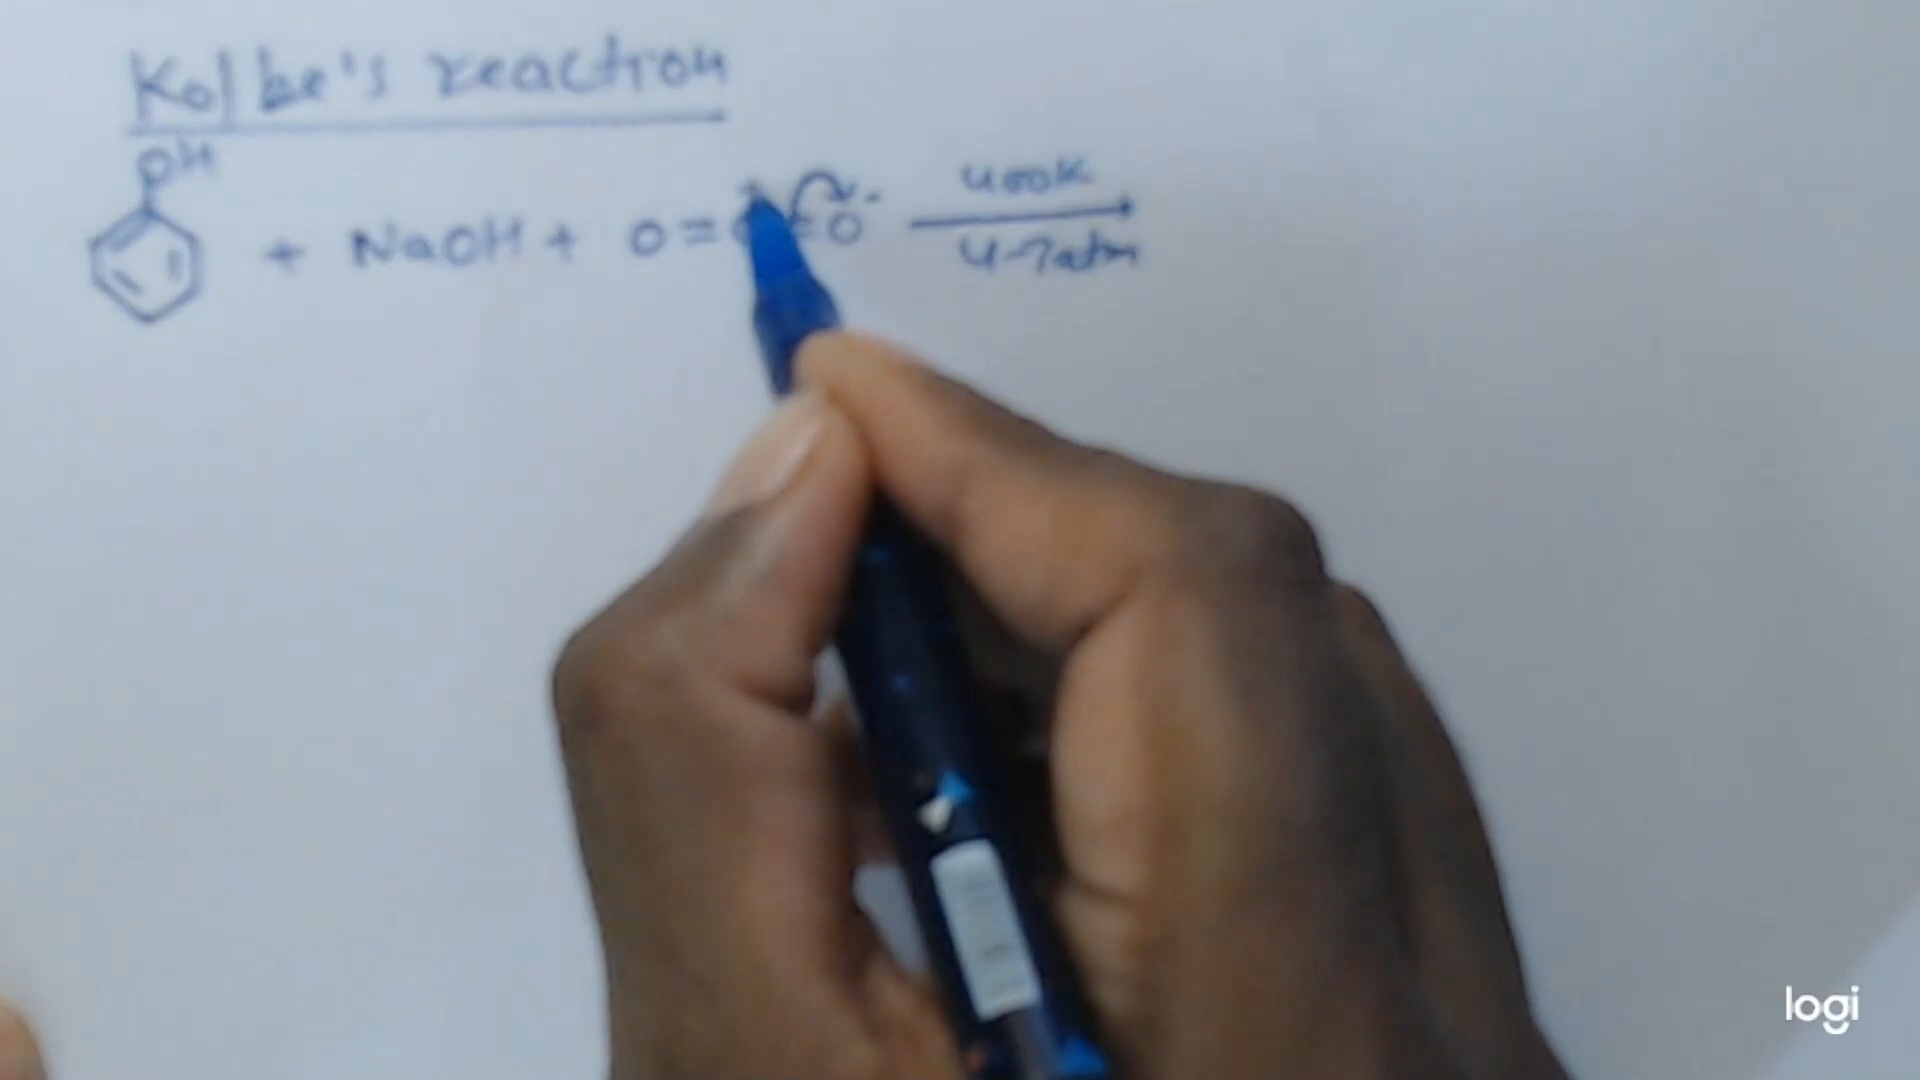 Kolbe's reaction
OH
+ NaOH + O=C=O
-
400K
4-7atm
logi